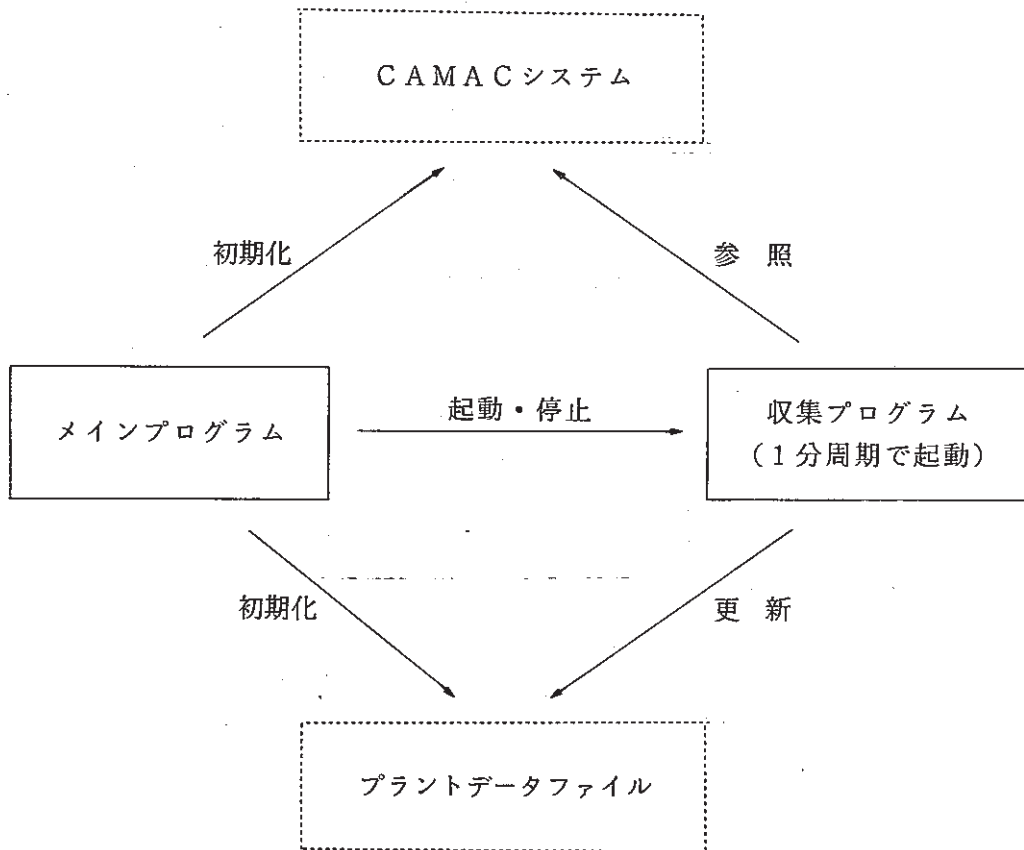 CAMACシステム
初期化
参 照
メインプログラム
起動・停止
収集プログラム
(1分周期で起動)
初期化
更 新
プラントデータファイル